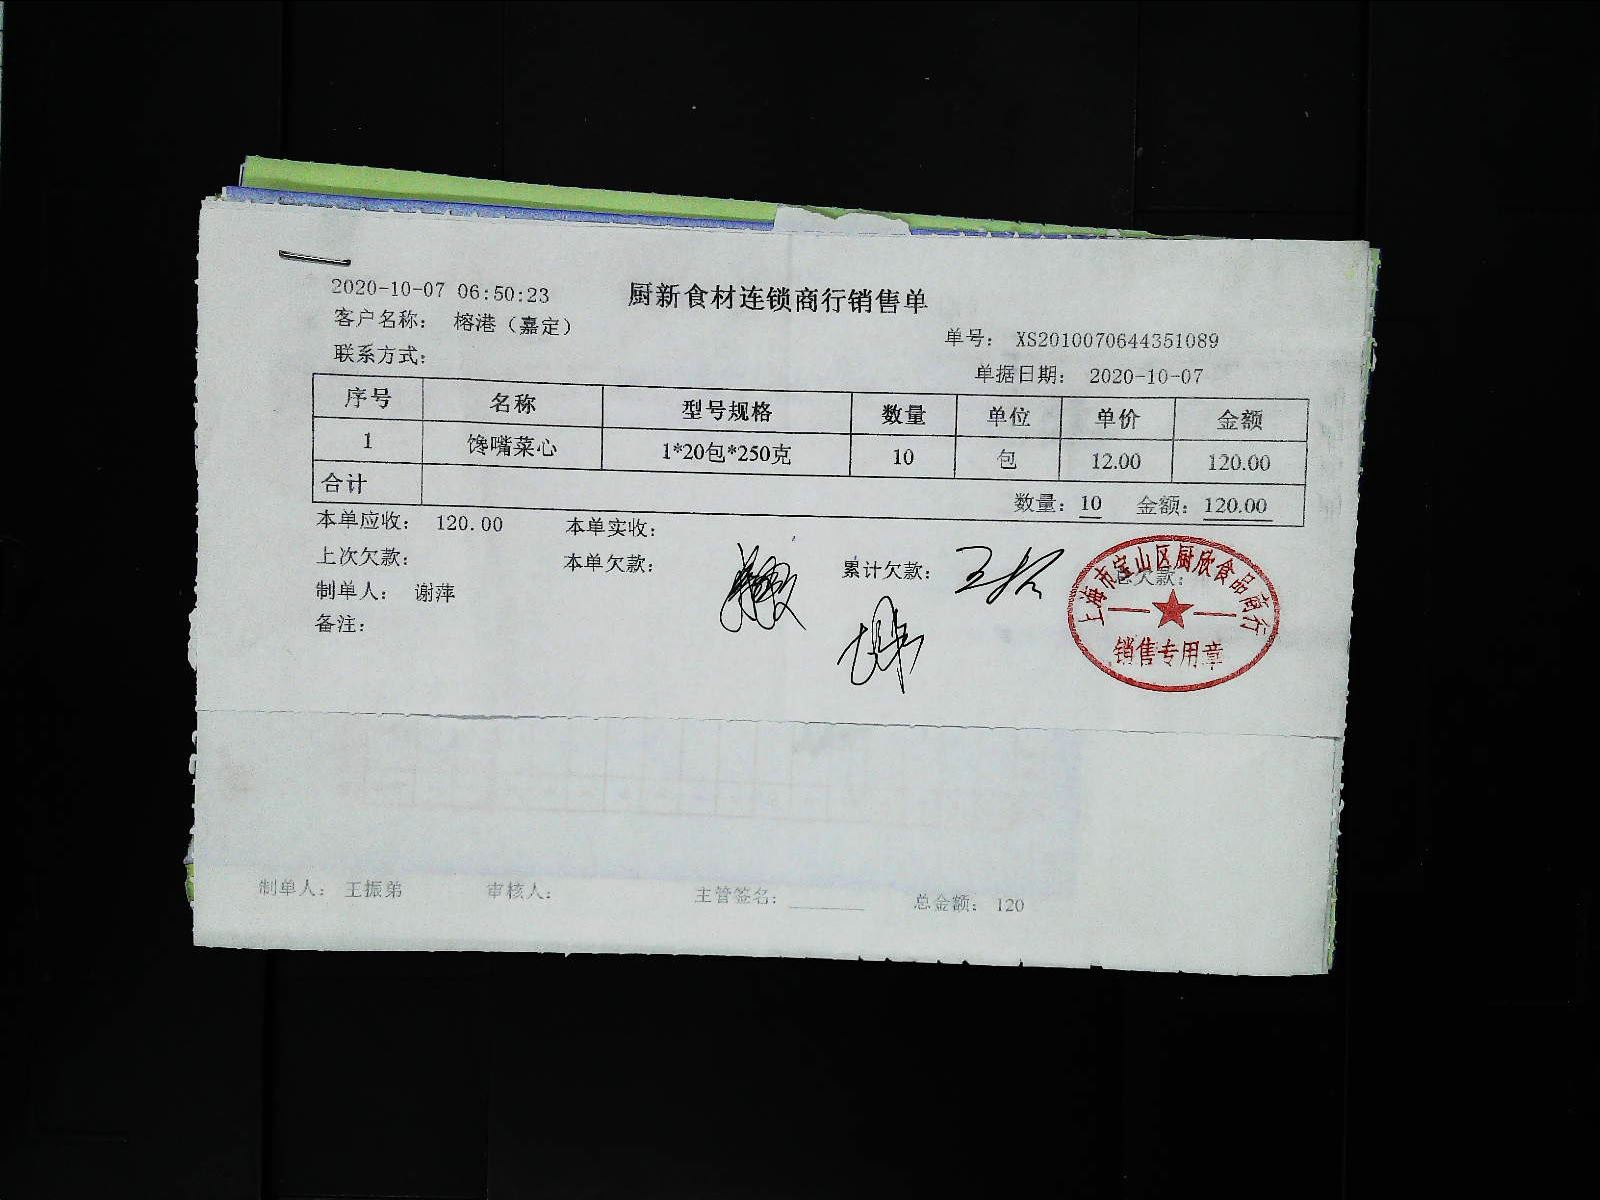 2020-10-07 06:50:23 厨新食材连锁商行销售单
客户名称: 榕港（嘉定）
单号: XS2010070644351089
联系方式:
单据日期: 2020-10-07
序号 名称 型号规格 数量 单位 单价 金额
1 馋嘴菜心 1*20包*250克 10 包 12.00 120.00
合计 数量: 10 金额: 120.00
本单应收: 120.00 本单实收:
上次欠款: 本单欠款: 累计欠款: 总欠款:
制单人: 谢萍
备注:
上海市宝山区厨欣食品商行
销售专用章
制单人: 王振弟 审核人: 主管签名: 总金额: 120